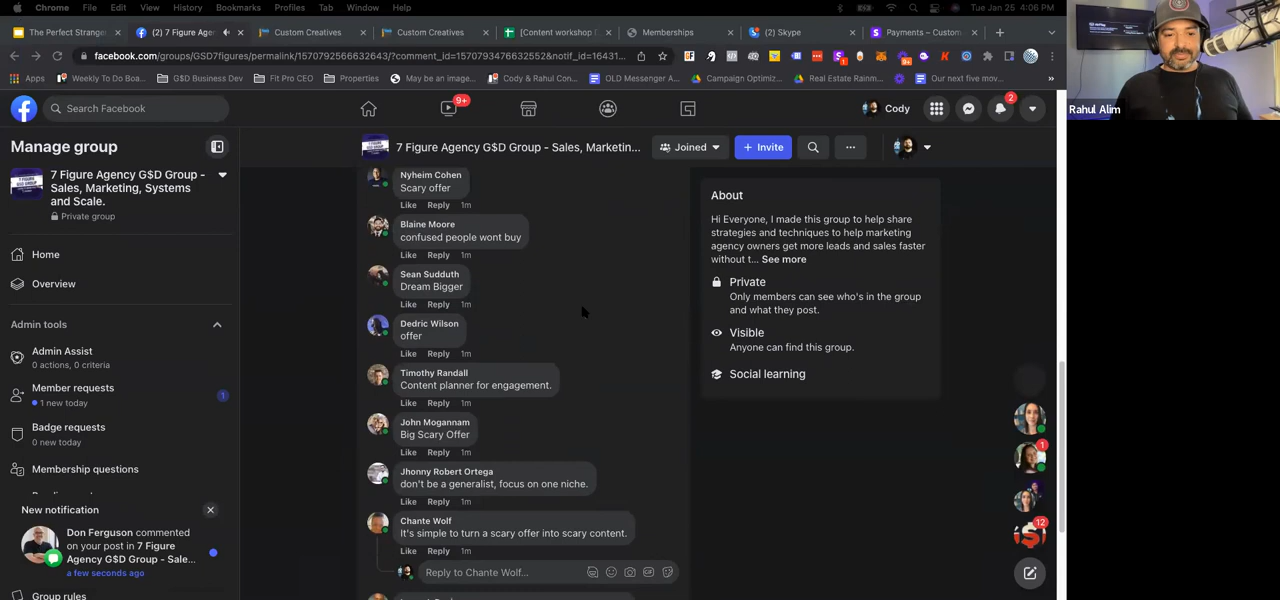 Chrome File Edit View History Bookmarks Profiles Tab Window Help
Tue Jan 25 4:06 PM
The Perfect Strange
(2) 7 Figure Age
Custom Creatives
Custom Creatives
[Content workshop
Memberships
(2) Skype
Payments – Custom
facebook.com/groups/GSD7figures/permalink/1570792566632643/?comment_id=1570793476632552&notif_id=16431...
Apps
Weekly To Do Boa...
G$D Business Dev
Fit Pro CEO
Properties
May be an image...
Cody & Rahul Con...
OLD Messenger A...
Campaign Optimiz...
Real Estate Rainm...
Our next five mov...
Rahul Alim
Search Facebook
9+
Cody
2
Manage group
7 Figure Agency G$D Group - Sales, Marketin...
Joined
+ Invite
7 Figure Agency G$D Group -
Sales, Marketing, Systems
and Scale.
Private group
Home
Overview
Admin tools
Admin Assist
0 actions, 0 criteria
Member requests
1 new today
1
Badge requests
0 new today
Membership questions
New notification
Don Ferguson commented
on your post in 7 Figure
Agency G$D Group - Sale...
a few seconds ago
Group rules
Nyheim Cohen
Scary offer
Like Reply 1m
Blaine Moore
confused people wont buy
Like Reply 1m
Sean Sudduth
Dream Bigger
Like Reply 1m
Dedric Wilson
offer
Like Reply 1m
Timothy Randall
Content planner for engagement.
Like Reply 1m
John Mogannam
Big Scary Offer
Like Reply 1m
Jhonny Robert Ortega
don't be a generalist, focus on one niche.
Like Reply 1m
Chante Wolf
It's simple to turn a scary offer into scary content.
Like Reply 1m
Reply to Chante Wolf...
About
Hi Everyone, I made this group to help share
strategies and techniques to help marketing
agency owners get more leads and sales faster
without t... See more
Private
Only members can see who's in the group
and what they post.
Visible
Anyone can find this group.
Social learning
1
12